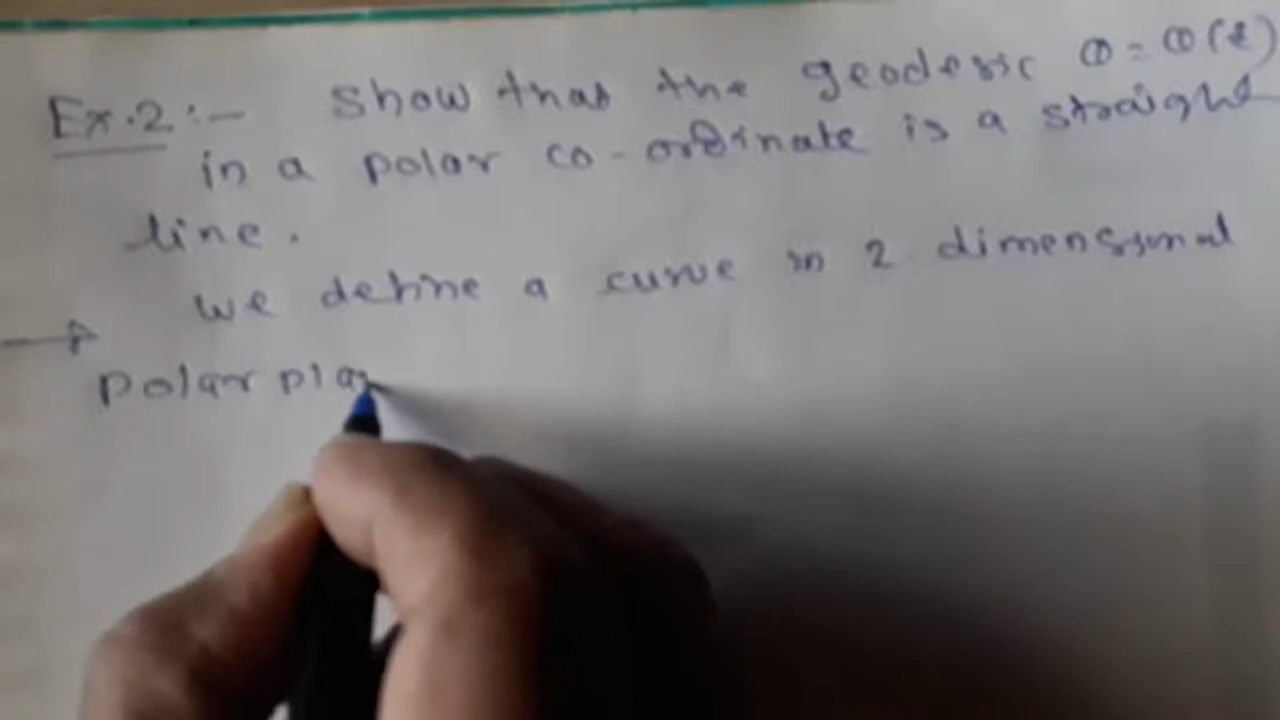 Ex.2:- Show that the geodesic θ = θ(r)
in a polar co-ordinate is a straight
line.
→ we define a curve in 2 dimensional
Polar plan